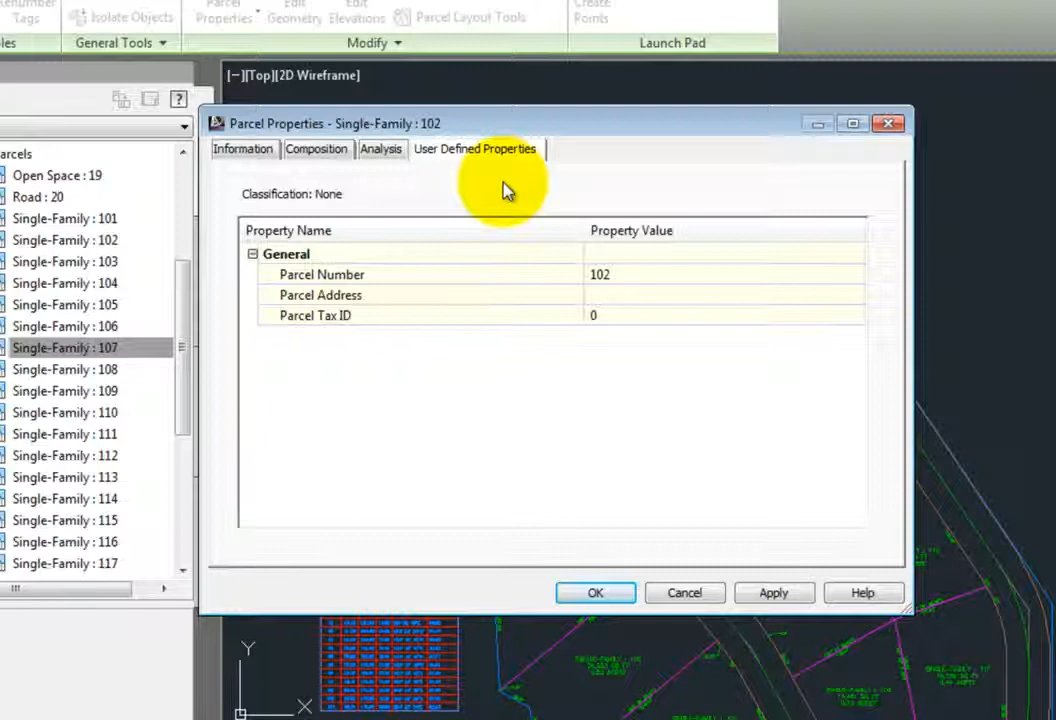 Tags
Isolate Objects
Parcel
Properties
Edit
Geometry
Edit
Elevations
Parcel Layout Tools
Create
Points
General Tools
Modify
Launch Pad
[−][Top][2D Wireframe]
?
Parcel Properties - Single-Family : 102
Information
Composition
Analysis
User Defined Properties
Classification: None
Property Name
Property Value
General
Parcel Number
102
Parcel Address
Parcel Tax ID
0
OK
Cancel
Apply
Help
arcels
Open Space : 19
Road : 20
Single-Family : 101
Single-Family : 102
Single-Family : 103
Single-Family : 104
Single-Family : 105
Single-Family : 106
Single-Family : 107
Single-Family : 108
Single-Family : 109
Single-Family : 110
Single-Family : 111
Single-Family : 112
Single-Family : 113
Single-Family : 114
Single-Family : 115
Single-Family : 116
Single-Family : 117
Y
X